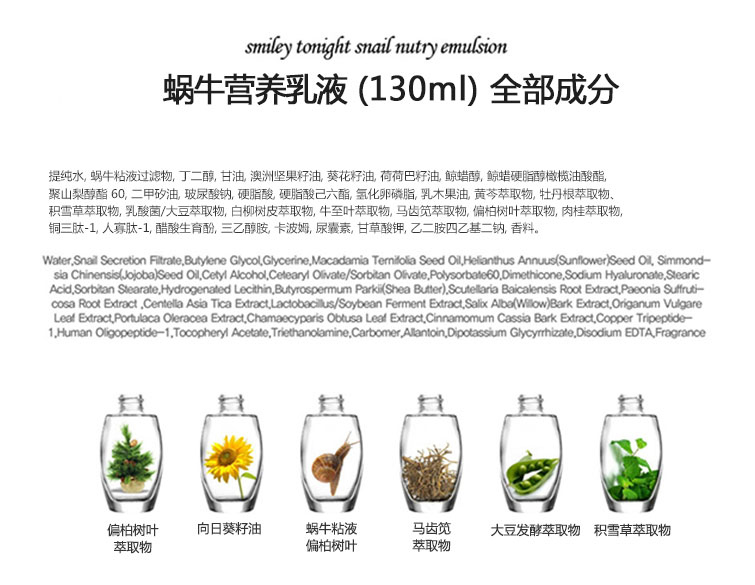 smiley tonight snail nutry emulsion
蜗牛营养乳液 (130ml) 全部成分
提纯水, 蜗牛粘液过滤物, 丁二醇, 甘油, 澳洲坚果籽油, 葵花籽油, 荷荷巴籽油, 鲸蜡醇, 鲸蜡硬脂醇橄榄油酸酯,
聚山梨醇酯 60, 二甲矽油, 玻尿酸钠, 硬脂酸, 硬脂酸己六酯, 氢化卵磷脂, 乳木果油, 黄芩萃取物, 牡丹根萃取物、
积雪草萃取物, 乳酸菌/大豆萃取物, 白柳树皮萃取物, 牛至叶萃取物, 马齿笕萃取物, 偏柏树叶萃取物, 肉桂萃取物,
铜三肽-1, 人寡肽-1, 醋酸生育酚, 三乙醇胺, 卡波姆, 尿囊素, 甘草酸钾, 乙二胺四乙基二钠, 香料。
Water,Snail Secretion Filtrate,Butylene Glycol,Glycerine,Macadamia Ternifolia Seed Oil,Helianthus Annuus(Sunflower)Seed Oil, Simmond-
sia Chinensis(Jojoba)Seed Oil,Cetyl Alcohol,Cetearyl Olivate/Sorbitan Olivate,Polysorbate60,Dimethicone,Sodium Hyaluronate,Stearic
Acid,Sorbitan Stearate,Hydrogenated Lecithin,Butyrospermum Parkii(Shea Butter),Scutellaria Baicalensis Root Extract,Paeonia Suffruti-
cosa Root Extract ,Centella Asia Tica Extract,Lactobacillus/Soybean Ferment Extract,Salix Alba(Willow)Bark Extract,Origanum Vulgare
Leaf Extract,Portulaca Oleracea Extract,Chamaecyparis Obtusa Leaf Extract,Cinnamomum Cassia Bark Extract,Copper Tripeptide-
1,Human Oligopeptide-1,Tocopheryl Acetate,Triethanolamine,Carbomer,Allantoin,Dipotassium Glycyrrhizate,Disodium EDTA,Fragrance
偏柏树叶
萃取物
向日葵籽油
蜗牛粘液
偏柏树叶
马齿笕
萃取物
大豆发酵萃取物
积雪草萃取物